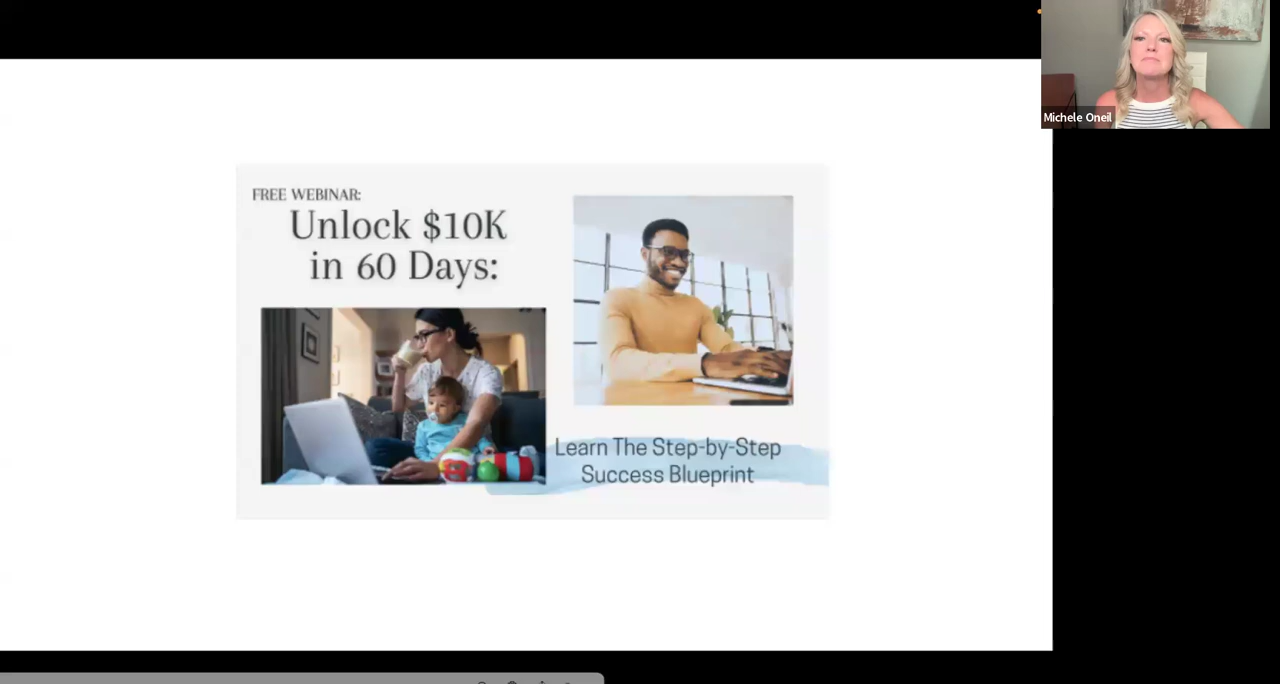 Michele Oneil
FREE WEBINAR:
Unlock $10K
in 60 Days:
Learn The Step-by-Step
Success Blueprint